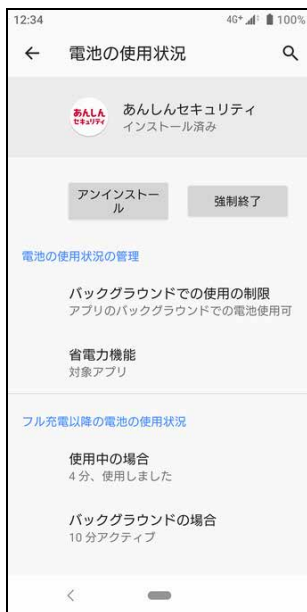 12:34 4G+ 100%
電池の使用状況
あんしん
セキュリティ
あんしんセキュリティ
インストール済み
アンインストー
ル
強制終了
電池の使用状況の管理
バックグラウンドでの使用の制限
アプリのバックグラウンドでの電池使用可
省電力機能
対象アプリ
フル充電以降の電池の使用状況
使用中の場合
4 分、使用しました
バックグラウンドの場合
10 分アクティブ